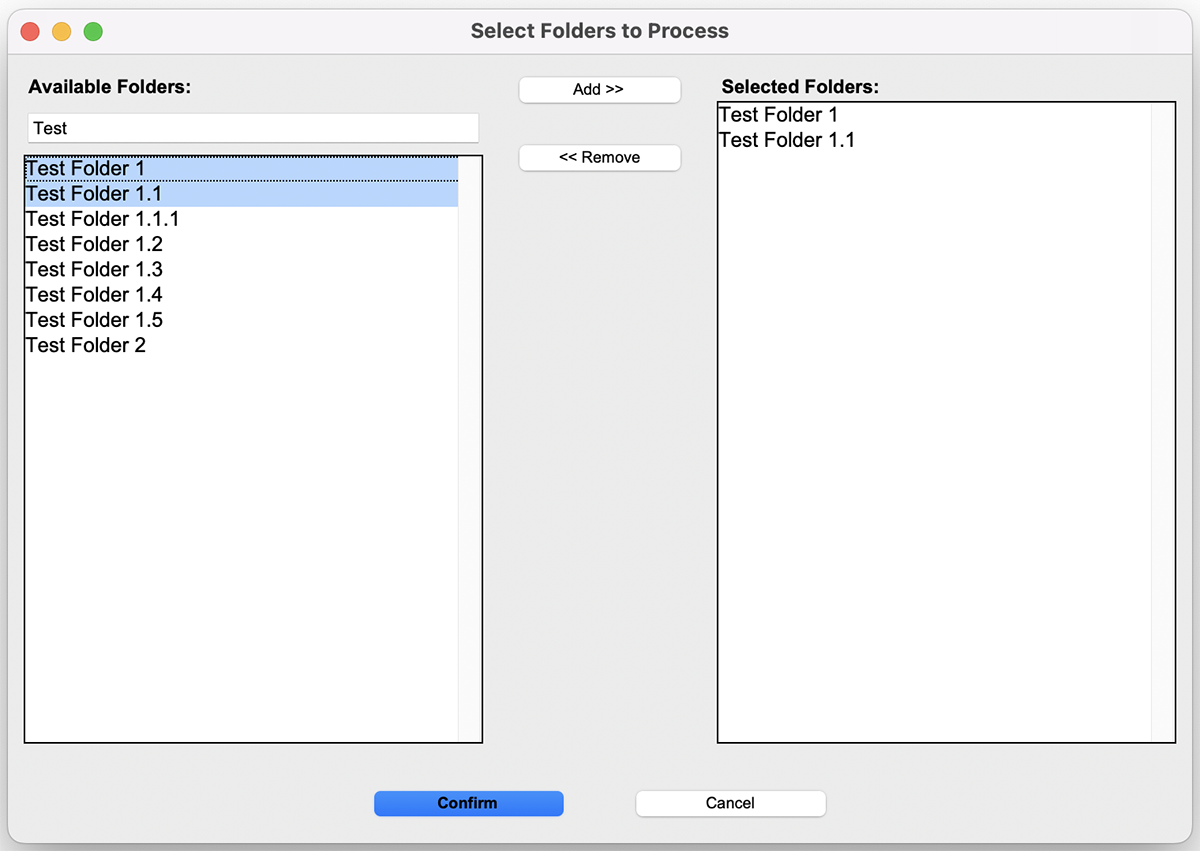 Select Folders to Process
Available Folders:
Test
Test Folder 1
Test Folder 1.1
Test Folder 1.1.1
Test Folder 1.2
Test Folder 1.3
Test Folder 1.4
Test Folder 1.5
Test Folder 2
Add >>
<< Remove
Selected Folders:
Test Folder 1
Test Folder 1.1
Confirm
Cancel